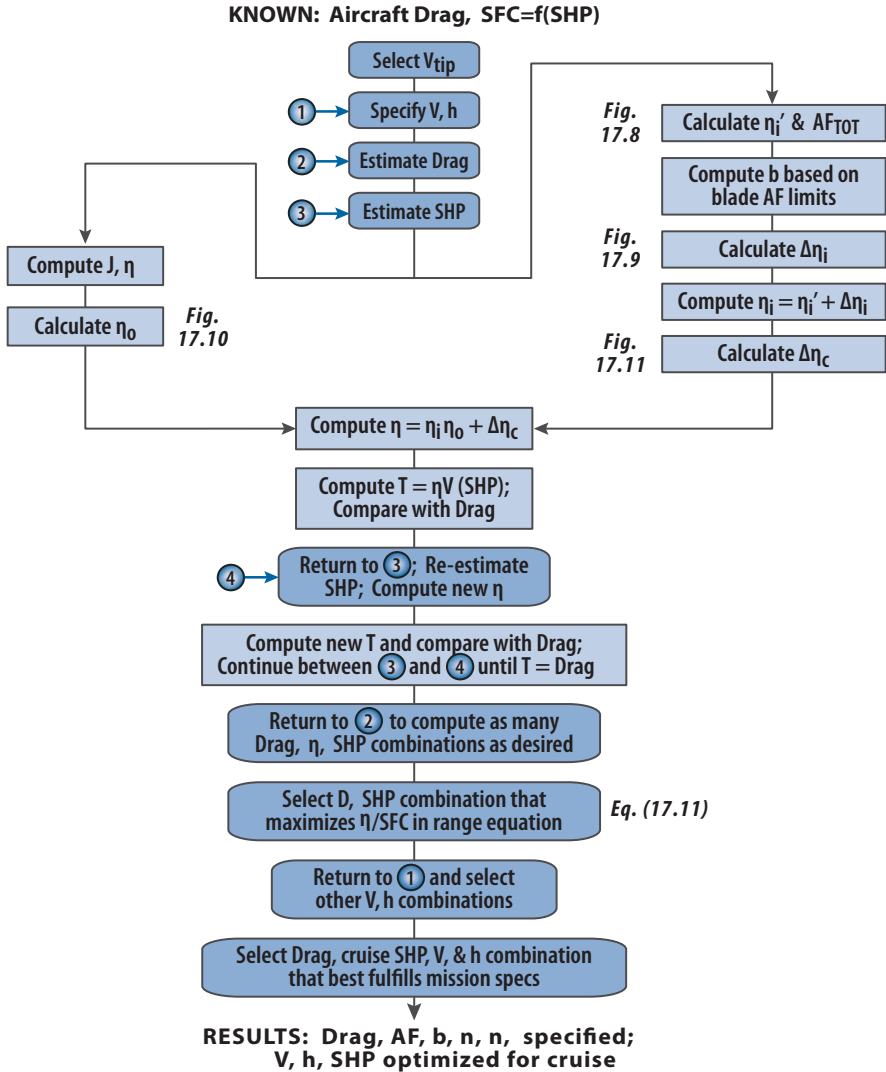 KNOWN: Aircraft Drag, SFC=f(SHP)
Select Vtip
1
Specify V, h
2
Estimate Drag
3
Estimate SHP
Compute J, η
Calculate ηo
Fig.
17.10
Fig.
17.8
Calculate ηi′ & AFTOT
Compute b based on
blade AF limits
Fig.
17.9
Calculate Δηi
Compute ηi = ηi′ + Δηi
Fig.
17.11
Calculate Δηc
Compute η = ηi ηo + Δηc
Compute T = ηV (SHP);
Compare with Drag
4
Return to 3; Re-estimate
SHP; Compute new η
Compute new T and compare with Drag;
Continue between 3 and 4 until T = Drag
Return to 2 to compute as many
Drag, η, SHP combinations as desired
Select D, SHP combination that
maximizes η/SFC in range equation
Eq. (17.11)
Return to 1 and select
other V, h combinations
Select Drag, cruise SHP, V, & h combination
that best fulfills mission specs
RESULTS: Drag, AF, b, n, n, specified;
V, h, SHP optimized for cruise